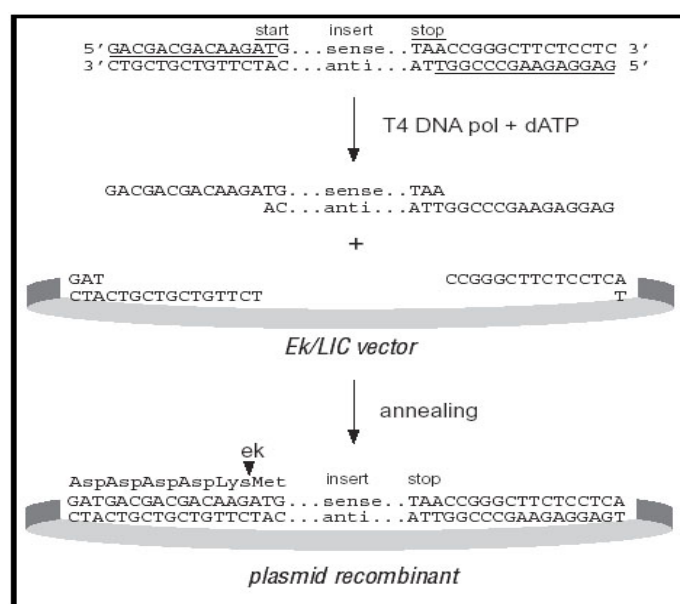 start insert stop
5′ GACGACGACAAGATG...sense..TAACCGGGCTTCTCCTC 3′
3′ CTGCTGCTGTTCTAC...anti...ATTGGCCCGAAGAGGAG 5′
T4 DNA pol + dATP
GACGACGACAAGATG...sense..TAA
AC...anti...ATTGGCCCGAAGAGGAG
+
GAT CCGGGCTTCTCCTCA
CTACTGCTGCTGTTCT T
Ek/LIC vector
annealing
ek
AspAspAspAspLysMet insert stop
GATGACGACGACAAGATG...sense...TAACCGGGCTTCTCCTCA
CTACTGCTGCTGTTCTAC...anti...ATTGGCCCGAAGAGGAGT
plasmid recombinant